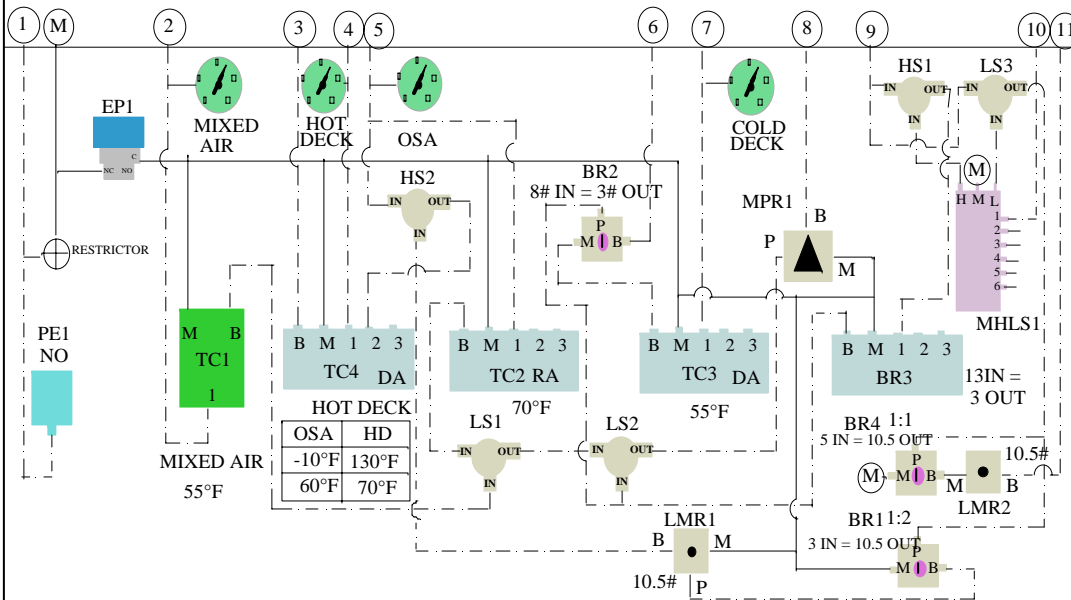 1 M 2 3 4 5 6 7 8 9 10 11
EP1
C
NC NO
MIXED
AIR
HOT
DECK
OSA
COLD
DECK
HS1 LS3
IN OUT IN OUT
IN IN
M
H M L
1
2
3
4
5
6
MHLS1
HS2
IN OUT
IN
BR2
8# IN = 3# OUT
P
M B
MPR1
B
P
M
RESTRICTOR
PE1
NO
M B
TC1
1
MIXED AIR
55°F
B M 1 2 3
TC4 DA
HOT DECK
OSA HD
-10°F 130°F
60°F 70°F
B M 1 2 3
TC2 RA
70°F
B M 1 2 3
TC3 DA
55°F
B M 1 2 3
BR3
13IN =
3 OUT
LS1 LS2
IN OUT IN OUT
IN IN
BR4 1:1
5 IN = 10.5 OUT
P
M M B
10.5#
M B
LMR2
LMR1
B M
10.5# P
BR1 1:2
3 IN = 10.5 OUT
P
M B